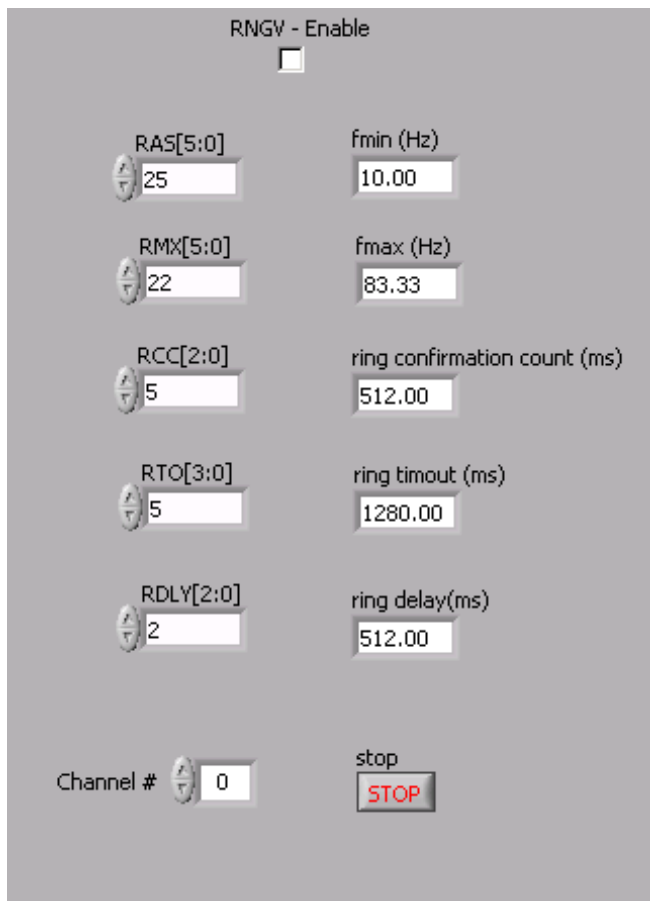 RNGV - Enable
RAS[5:0]
25
fmin (Hz)
10.00
RMX[5:0]
22
fmax (Hz)
83.33
RCC[2:0]
5
ring confirmation count (ms)
512.00
RTO[3:0]
5
ring timout (ms)
1280.00
RDLY[2:0]
2
ring delay(ms)
512.00
Channel #
0
stop
STOP